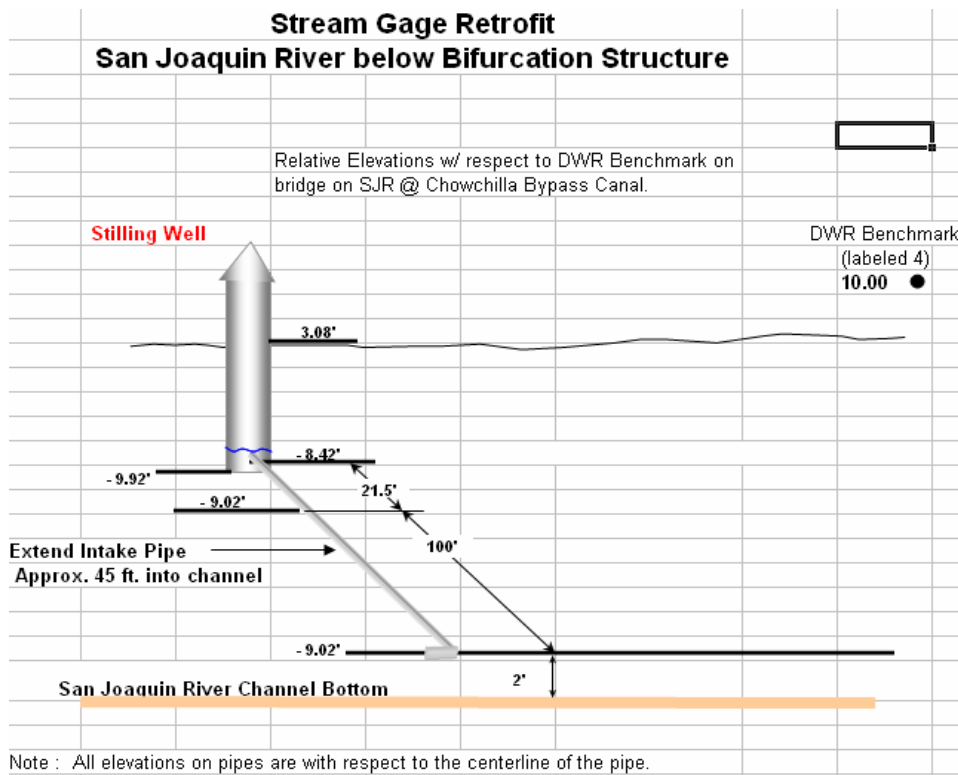 Stream Gage Retrofit
San Joaquin River below Bifurcation Structure
Relative Elevations w/ respect to DWR Benchmark on
bridge on SJR @ Chowchilla Bypass Canal.
Stilling Well
DWR Benchmark
(labeled 4)
10.00
3.08'
- 8.42'
- 9.92'
21.5'
- 9.02'
100'
Extend Intake Pipe
Approx. 45 ft. into channel
- 9.02'
2'
San Joaquin River Channel Bottom
Note : All elevations on pipes are with respect to the centerline of the pipe.